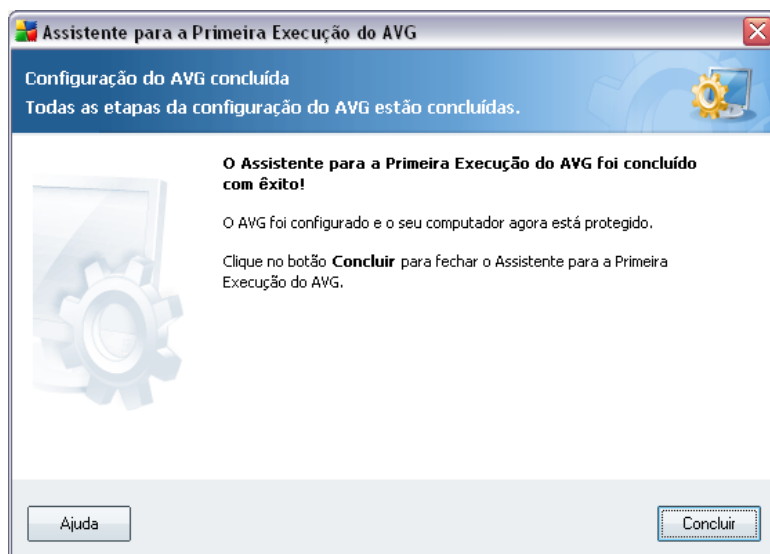 Assistente para a Primeira Execução do AVG
Configuração do AVG concluída
Todas as etapas da configuração do AVG estão concluídas.
O Assistente para a Primeira Execução do AVG foi concluído
com êxito!
O AVG foi configurado e o seu computador agora está protegido.
Clique no botão Concluir para fechar o Assistente para a Primeira
Execução do AVG.
Ajuda
Concluir